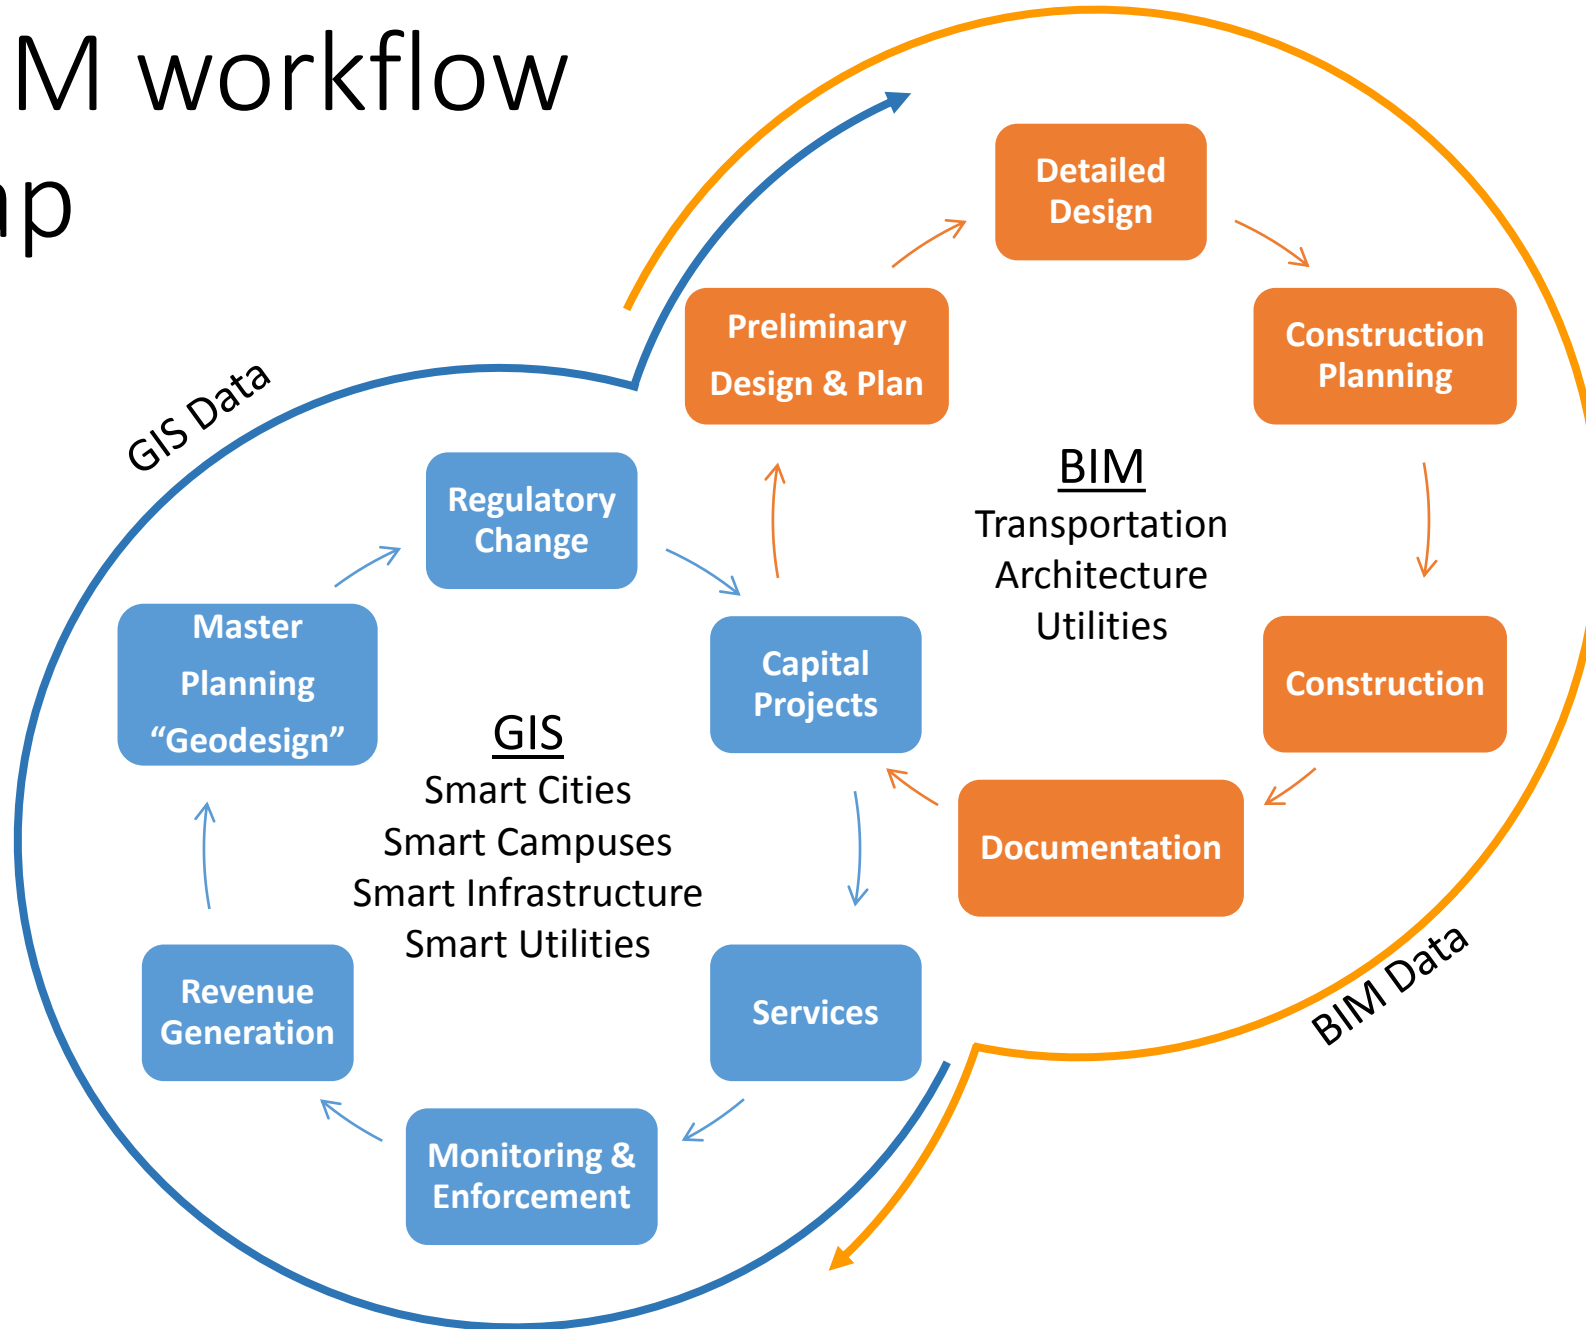 M workflow
Detailed
Design
Preliminary
Design & Plan
Construction
Planning
GIS Data
Regulatory
Change
BIM
Transportation
Architecture
Utilities
Master
Planning
“Geodesign”
Capital
Projects
Construction
GIS
Smart Cities
Smart Campuses
Smart Infrastructure
Smart Utilities
Documentation
Revenue
Generation
Services
BIM Data
Monitoring &
Enforcement